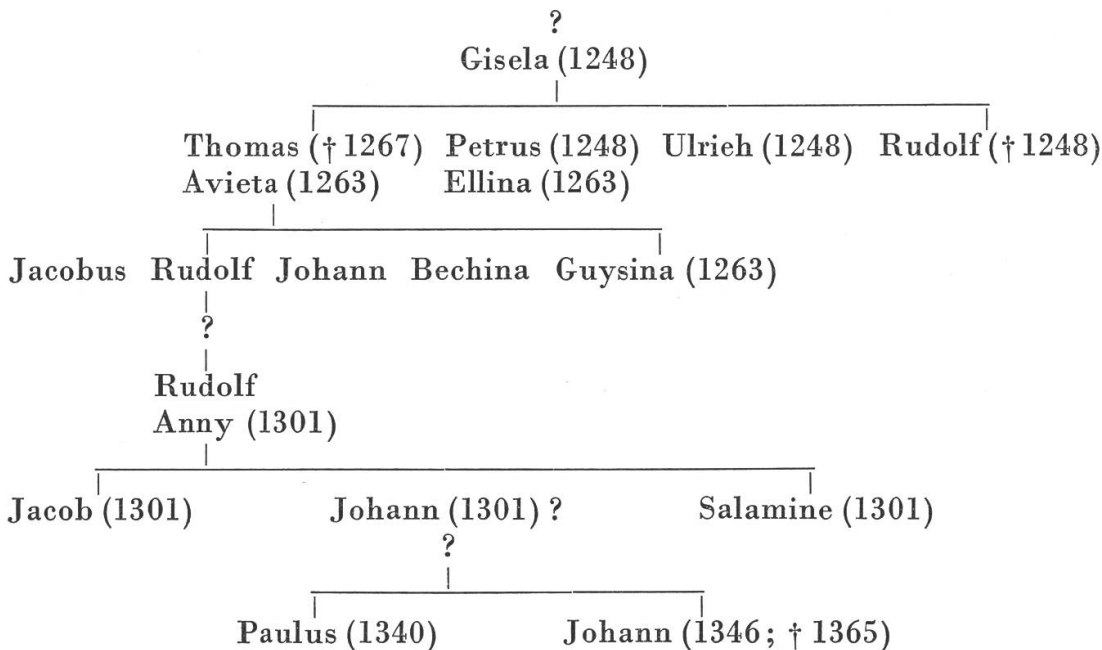 ?
Gisela (1248)
Thomas († 1267) Petrus (1248) Ulrieh (1248) Rudolf († 1248)
Avieta (1263) Ellina (1263)
Jacobus Rudolf Johann Bechina Guysina (1263)
?
Rudolf
Anny (1301)
Jacob (1301) Johann (1301) ? Salamine (1301)
?
Paulus (1340) Johann (1346; † 1365)